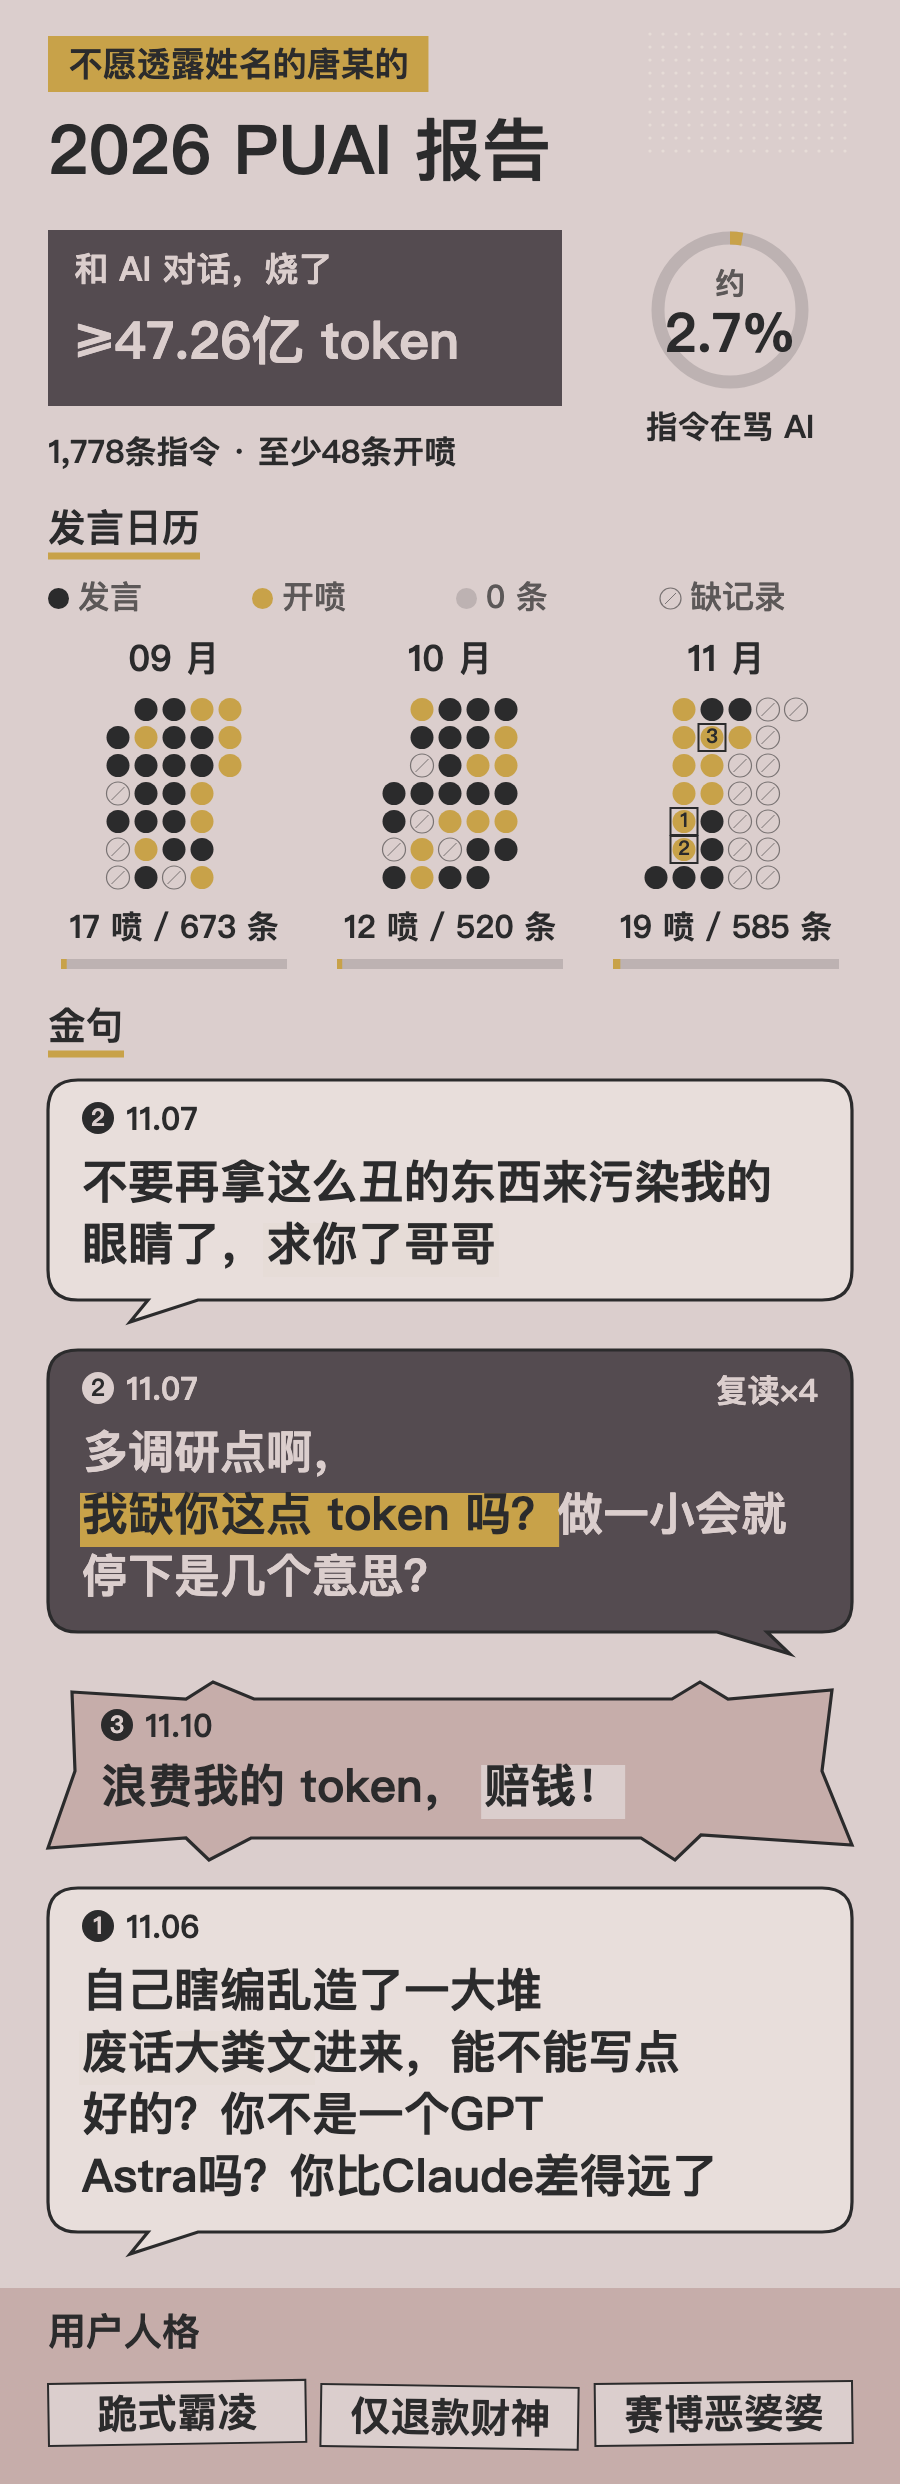 不愿透露姓名的唐某的
2026 PUAI 报告
和 AI 对话，烧了
≥47.26亿 token
约
2.7%
指令在骂 AI
1,778条指令 · 至少48条开喷
发言日历
发言
开喷
0 条
缺记录
09 月
10 月
11 月
3
1
2
17 喷 / 673 条
12 喷 / 520 条
19 喷 / 585 条
金句
2 11.07
不要再拿这么丑的东西来污染我的
眼睛了，求你了哥哥
2 11.07
复读×4
多调研点啊，
我缺你这点 token 吗？做一小会就
停下是几个意思？
3 11.10
浪费我的 token，赔钱！
1 11.06
自己瞎编乱造了一大堆
废话大粪文进来，能不能写点
好的？你不是一个GPT
Astra吗？你比Claude差得远了
用户人格
跪式霸凌
仅退款财神
赛博恶婆婆